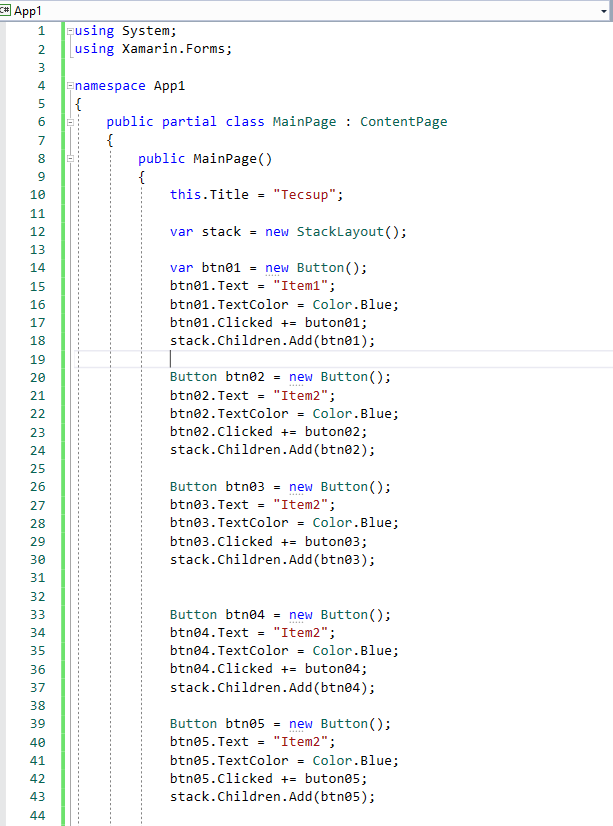 C# App1
1 using System;
2 using Xamarin.Forms;
3
4 namespace App1
5 {
6 public partial class MainPage : ContentPage
7 {
8 public MainPage()
9 {
10 this.Title = "Tecsup";
11
12 var stack = new StackLayout();
13
14 var btn01 = new Button();
15 btn01.Text = "Item1";
16 btn01.TextColor = Color.Blue;
17 btn01.Clicked += buton01;
18 stack.Children.Add(btn01);
19
20 Button btn02 = new Button();
21 btn02.Text = "Item2";
22 btn02.TextColor = Color.Blue;
23 btn02.Clicked += buton02;
24 stack.Children.Add(btn02);
25
26 Button btn03 = new Button();
27 btn03.Text = "Item2";
28 btn03.TextColor = Color.Blue;
29 btn03.Clicked += buton03;
30 stack.Children.Add(btn03);
31
32
33 Button btn04 = new Button();
34 btn04.Text = "Item2";
35 btn04.TextColor = Color.Blue;
36 btn04.Clicked += buton04;
37 stack.Children.Add(btn04);
38
39 Button btn05 = new Button();
40 btn05.Text = "Item2";
41 btn05.TextColor = Color.Blue;
42 btn05.Clicked += buton05;
43 stack.Children.Add(btn05);
44